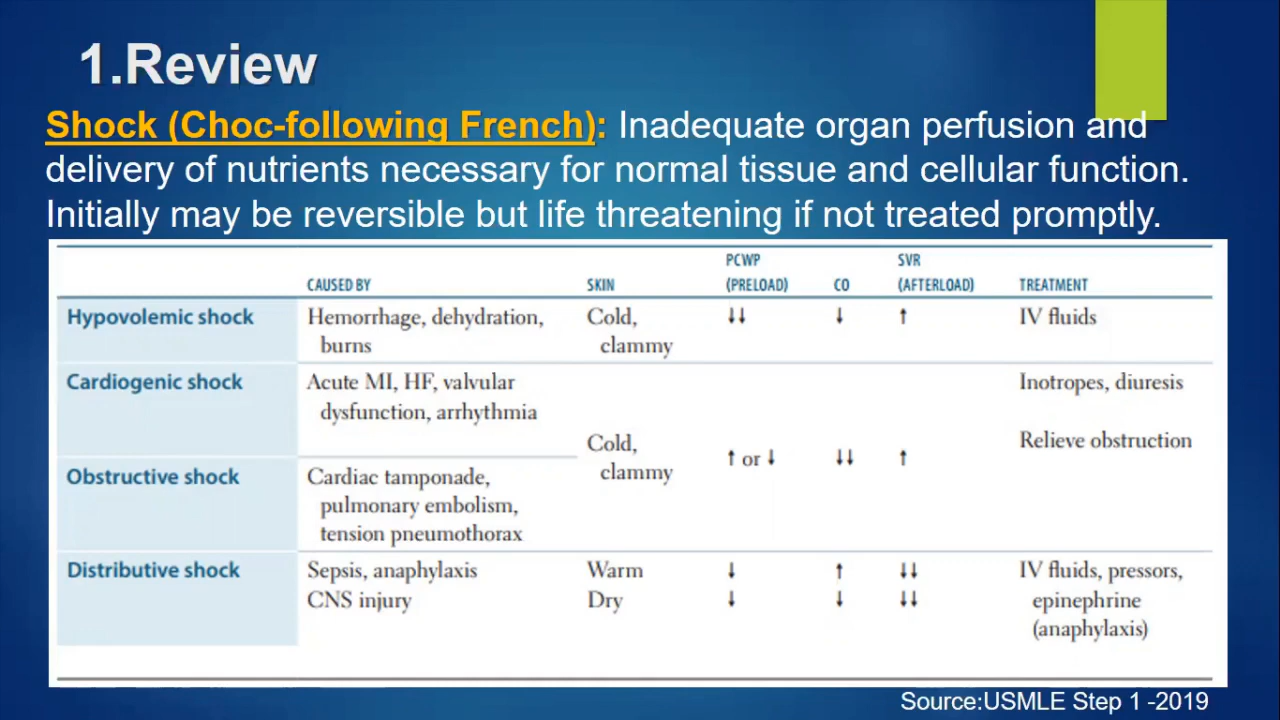 1.Review
Shock (Choc-following French): Inadequate organ perfusion and
delivery of nutrients necessary for normal tissue and cellular function.
Initially may be reversible but life threatening if not treated promptly.
PCWP SVR
CAUSED BY SKIN (PRELOAD) CO (AFTERLOAD) TREATMENT
Hypovolemic shock Hemorrhage, dehydration, Cold, ↓↓ ↓ ↑ IV fluids
burns clammy
Cardiogenic shock Acute MI, HF, valvular Inotropes, diuresis
dysfunction, arrhythmia
Cold, Relieve obstruction
clammy ↑ or ↓ ↓↓ ↑
Obstructive shock Cardiac tamponade,
pulmonary embolism,
tension pneumothorax
Distributive shock Sepsis, anaphylaxis Warm ↓ ↑ ↓↓ IV fluids, pressors,
CNS injury Dry ↓ ↓ ↓↓ epinephrine
(anaphylaxis)
Source:USMLE Step 1 -2019